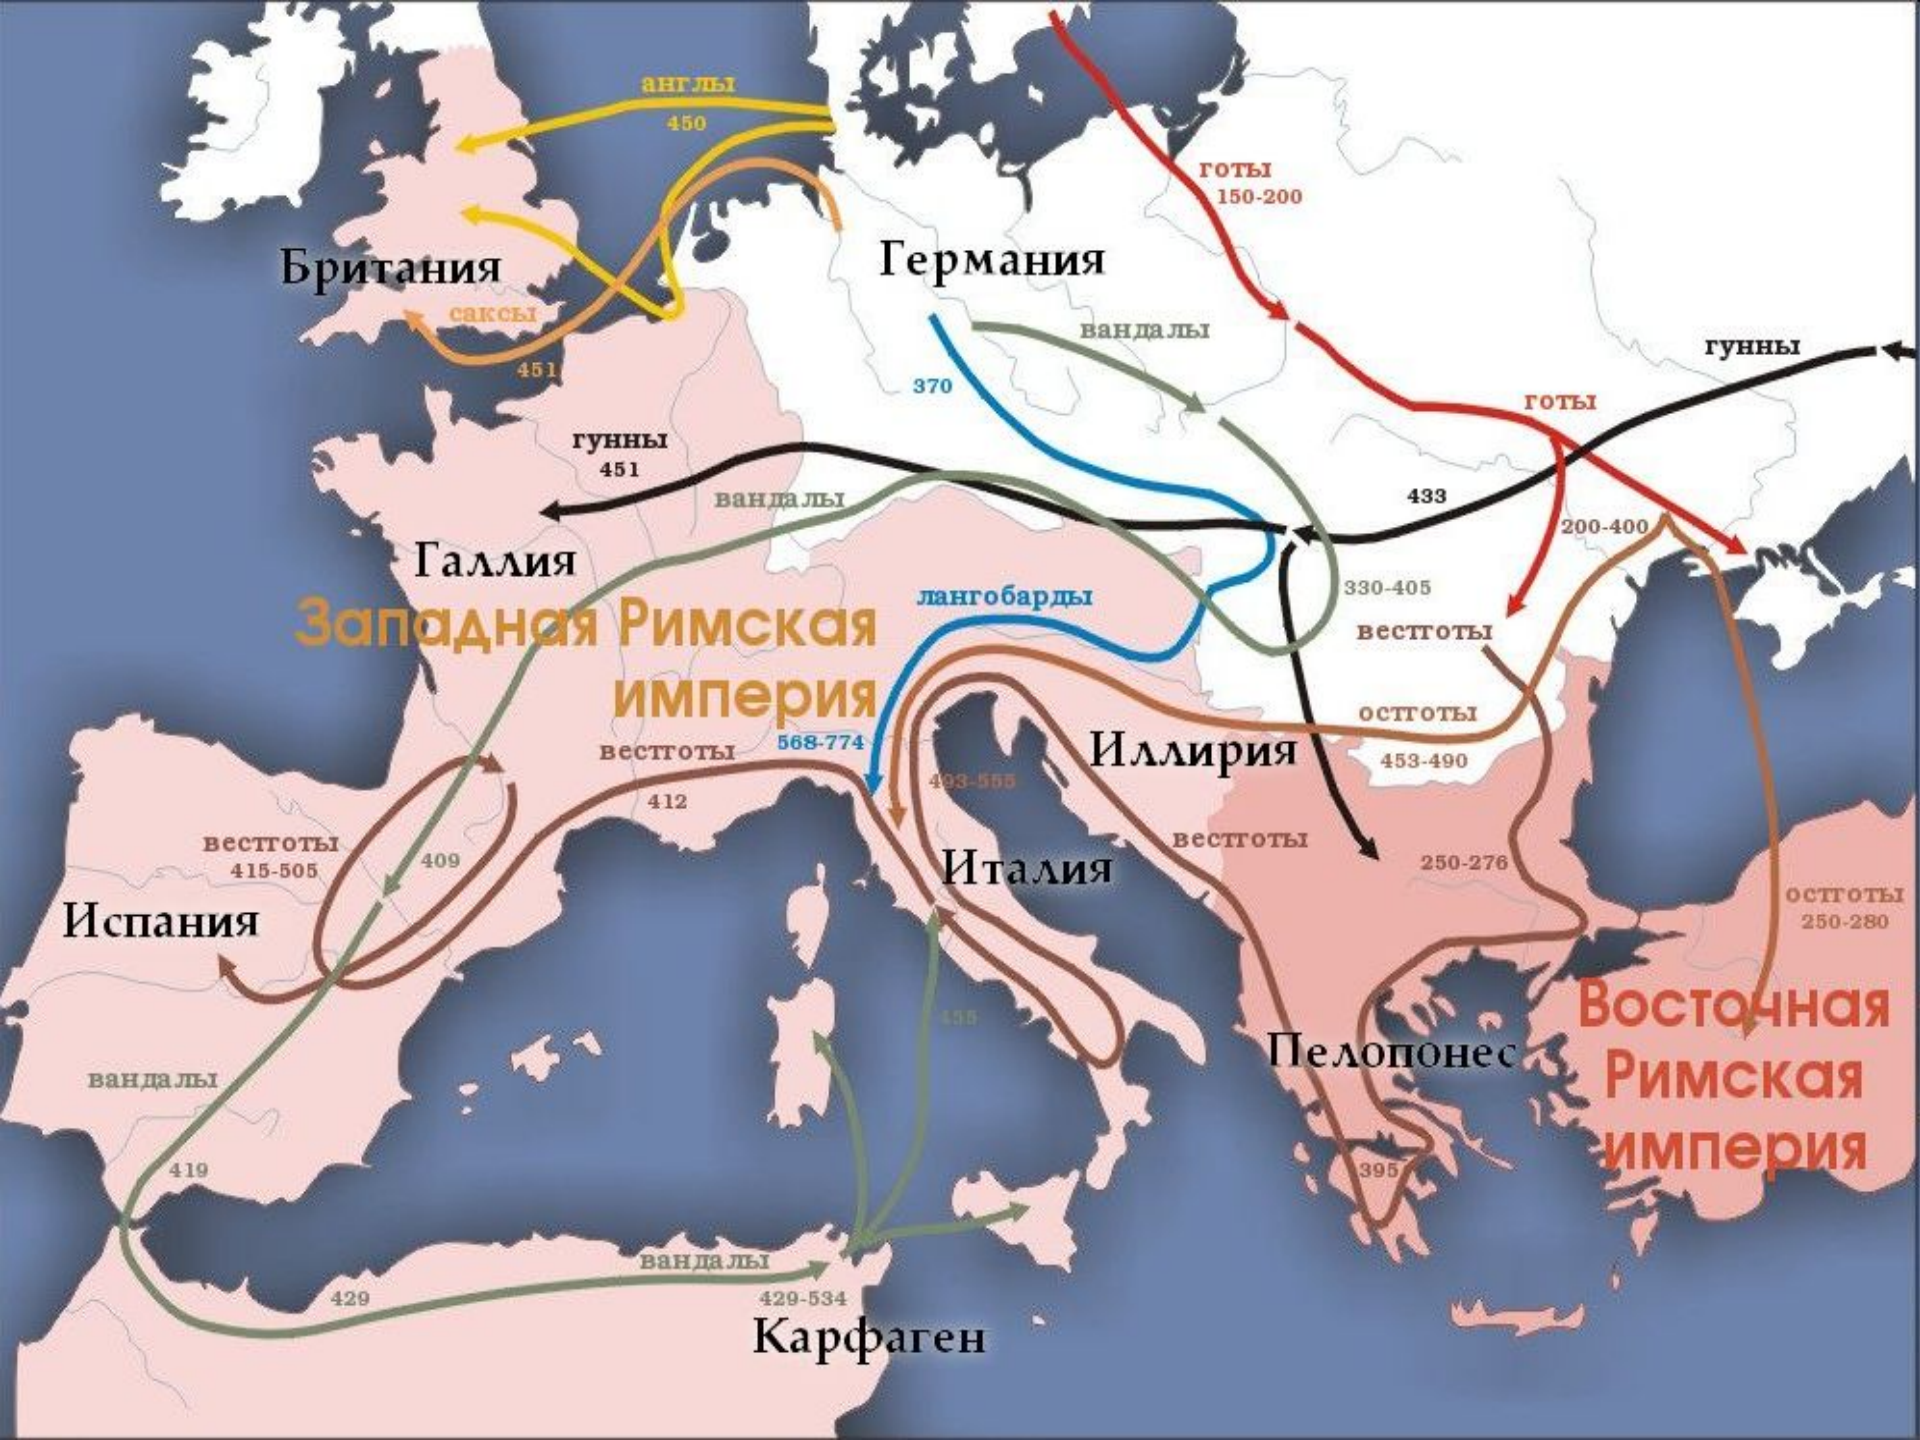 англы
450
готы
150-200
Британия
Германия
саксы
451
вандалы
370
гунны
готы
гунны
451
433
вандалы
200-400
Галлия
330-405
лангобарды
Западная Римская
империя
вестготы
остготы
453-490
568-774
вестготы
412
Иллирия
493-555
вестготы
415-505
409
вестготы
250-276
Италия
остготы
250-280
Испания
455
Восточная
Римская
империя
Пелопонес
вандалы
419
395
вандалы
429
429-534
Карфаген